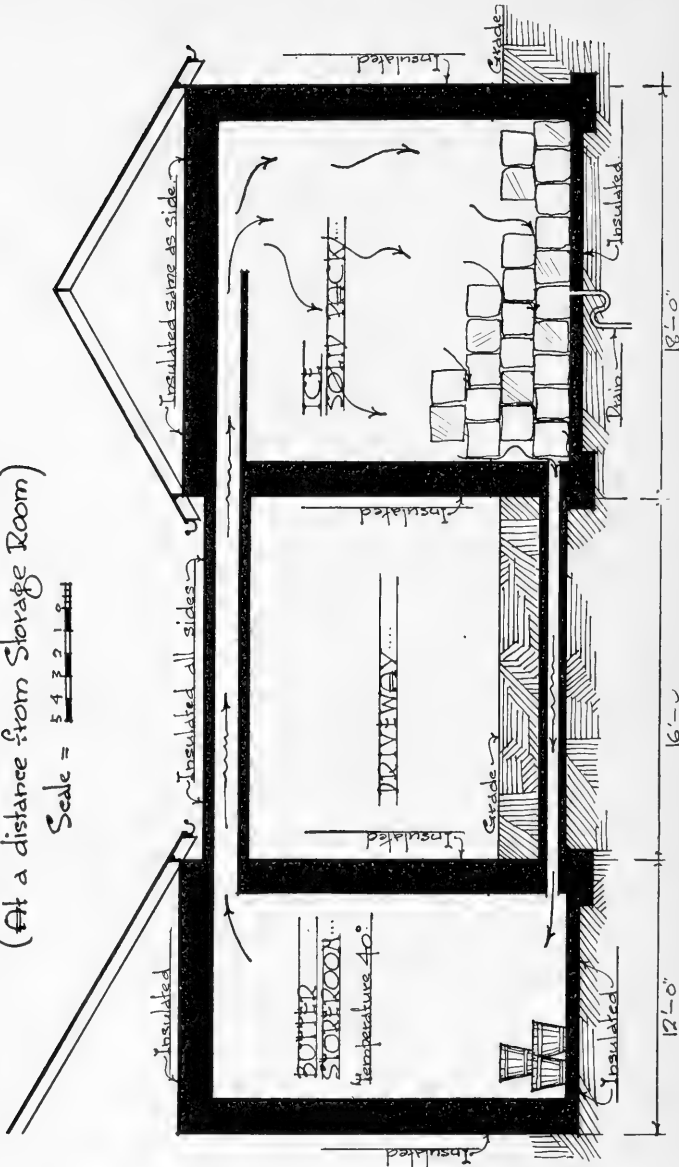 (At a distance from Storage Room)
Scale = 5 4 3 2 1 0
Insulated
Insulated all sides
Insulated same as side
Insulated
BUTTER
STOREROOM...
Temperature 40°
Insulated
DRIVEWAY....
Insulated
ICE
SOLID PACK...
Insulated
Grade
Grade
Insulated
Drain
Insulated
12'-0"
16'-
18'-0"